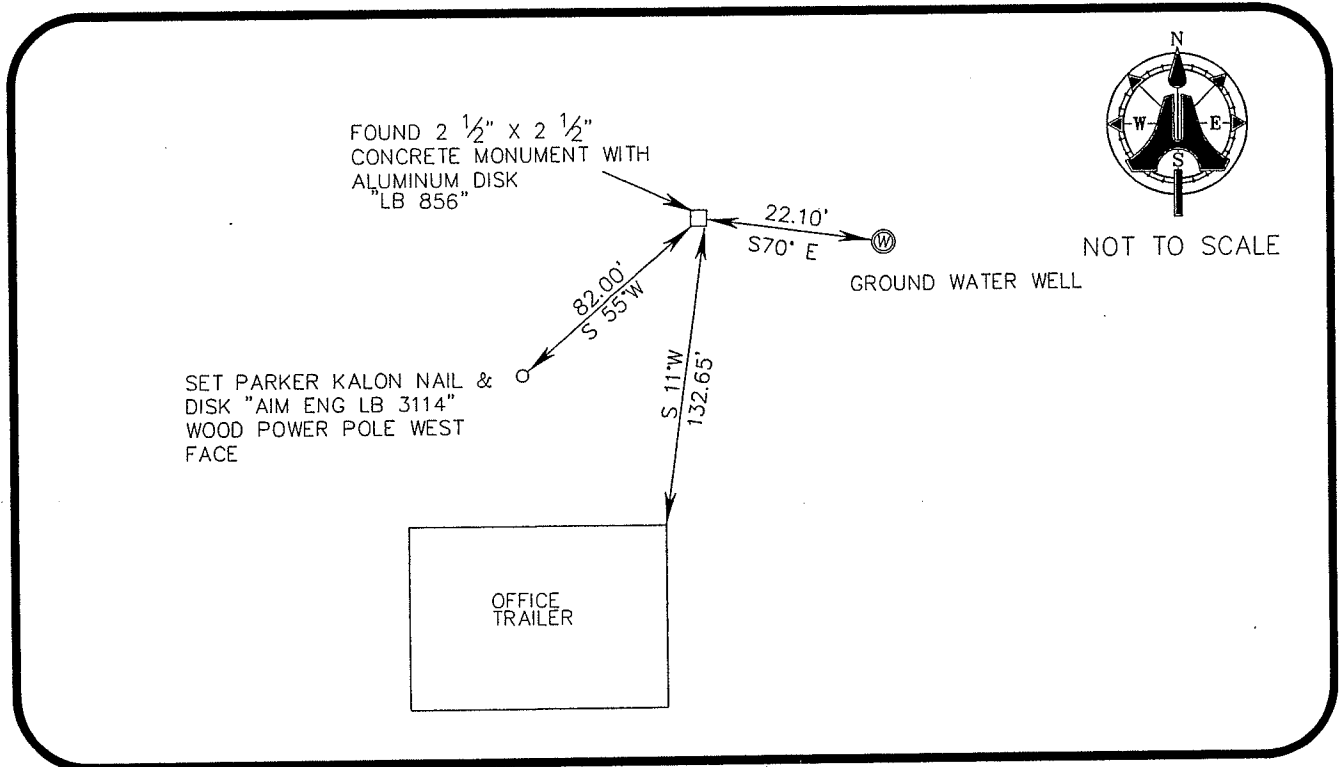 FOUND 2 1/2" X 2 1/2"
CONCRETE MONUMENT WITH
ALUMINUM DISK
"LB 856"
N
W
E
S
NOT TO SCALE
22.10'
S70° E
W
GROUND WATER WELL
82.00'
S 55°W
S 11°W
132.65'
SET PARKER KALON NAIL &
DISK "AIM ENG LB 3114"
WOOD POWER POLE WEST
FACE
OFFICE
TRAILER